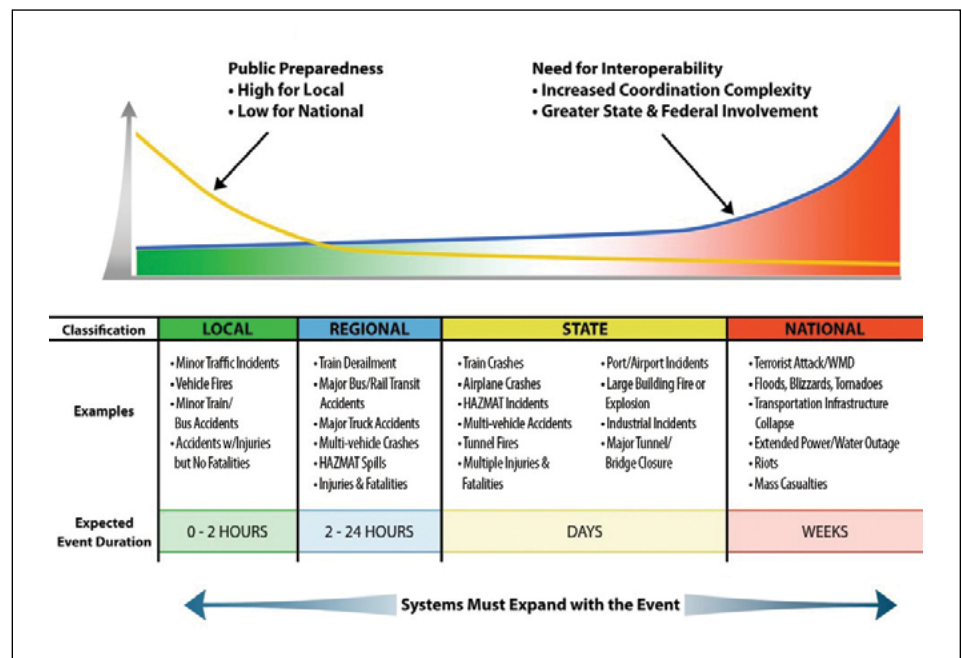 Public Preparedness
• High for Local
• Low for National
Need for Interoperability
• Increased Coordination Complexity
• Greater State & Federal Involvement
Classification
LOCAL
REGIONAL
STATE
NATIONAL
Examples
• Minor Traffic Incidents
• Vehicle Fires
• Minor Train/
Bus Accidents
• Accidents w/Injuries
but No Fatalities
• Train Derailment
• Major Bus/Rail Transit
Accidents
• Major Truck Accidents
• Multi-vehicle Crashes
• HAZMAT Spills
• Injuries & Fatalities
• Train Crashes
• Airplane Crashes
• HAZMAT Incidents
• Multi-vehicle Accidents
• Tunnel Fires
• Multiple Injuries &
Fatalities
• Port/Airport Incidents
• Large Building Fire or
Explosion
• Industrial Incidents
• Major Tunnel/
Bridge Closure
• Terrorist Attack/WMD
• Floods, Blizzards, Tornadoes
• Transportation Infrastructure
Collapse
• Extended Power/Water Outage
• Riots
• Mass Casualties
Expected
Event Duration
0 - 2 HOURS
2 - 24 HOURS
DAYS
WEEKS
Systems Must Expand with the Event